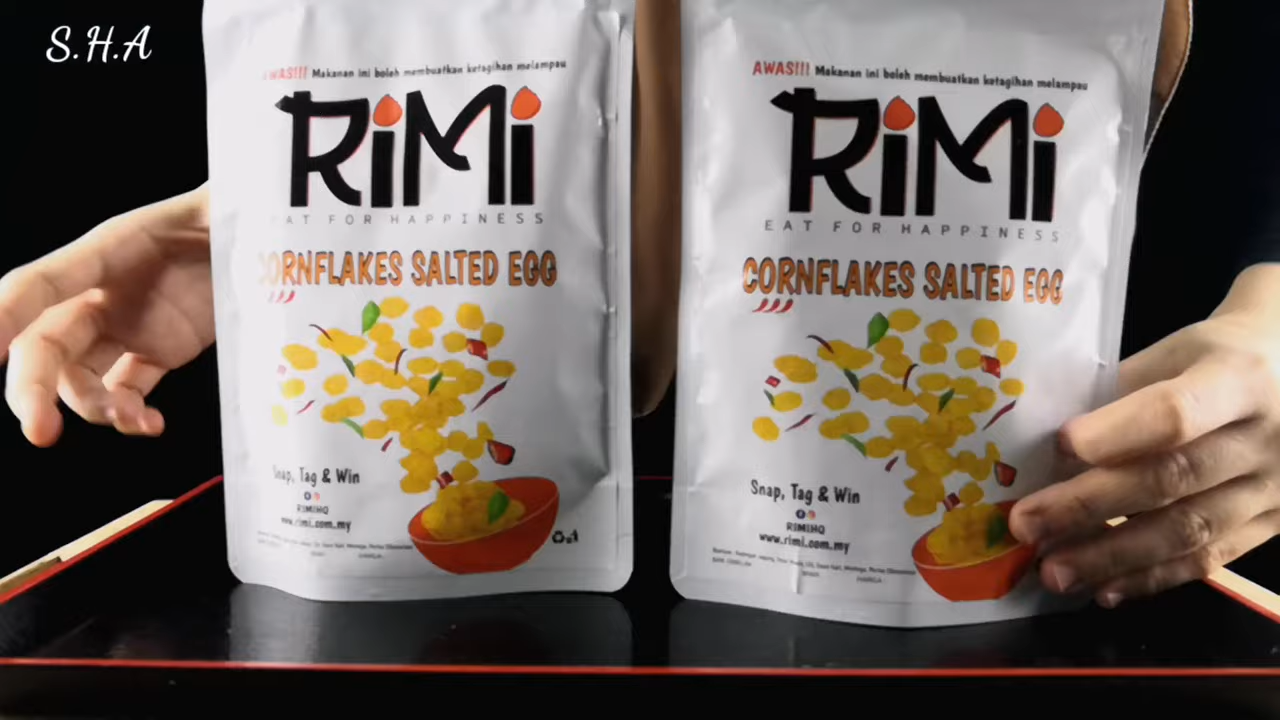 S.H.A
AWAS!!! Makanan ini boleh membuatkan ketagihan melampau
RiMi
EAT FOR HAPPINESS
CORNFLAKES SALTED EGG
Snap, Tag & Win
RIMIHQ
www.rimi.com.my
AWAS!!! Makanan ini boleh membuatkan ketagihan melampau
RiMi
EAT FOR HAPPINESS
CORNFLAKES SALTED EGG
Snap, Tag & Win
RIMIHQ
www.rimi.com.my